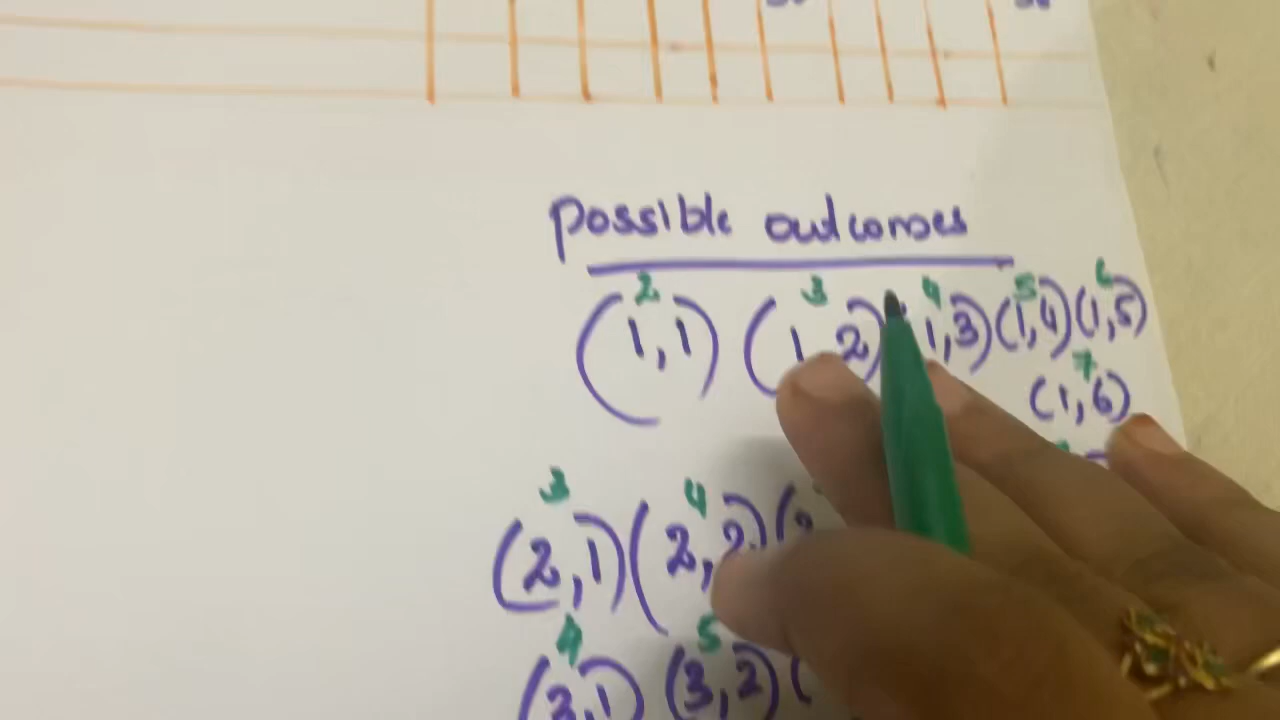 possible outcomes
2 3 4 5 6
(1,1) (1,2) (1,3) (1,4) (1,5)
7
(1,6)
3 4
(2,1) (2,2)
4 5
(3,1) (3,2) (